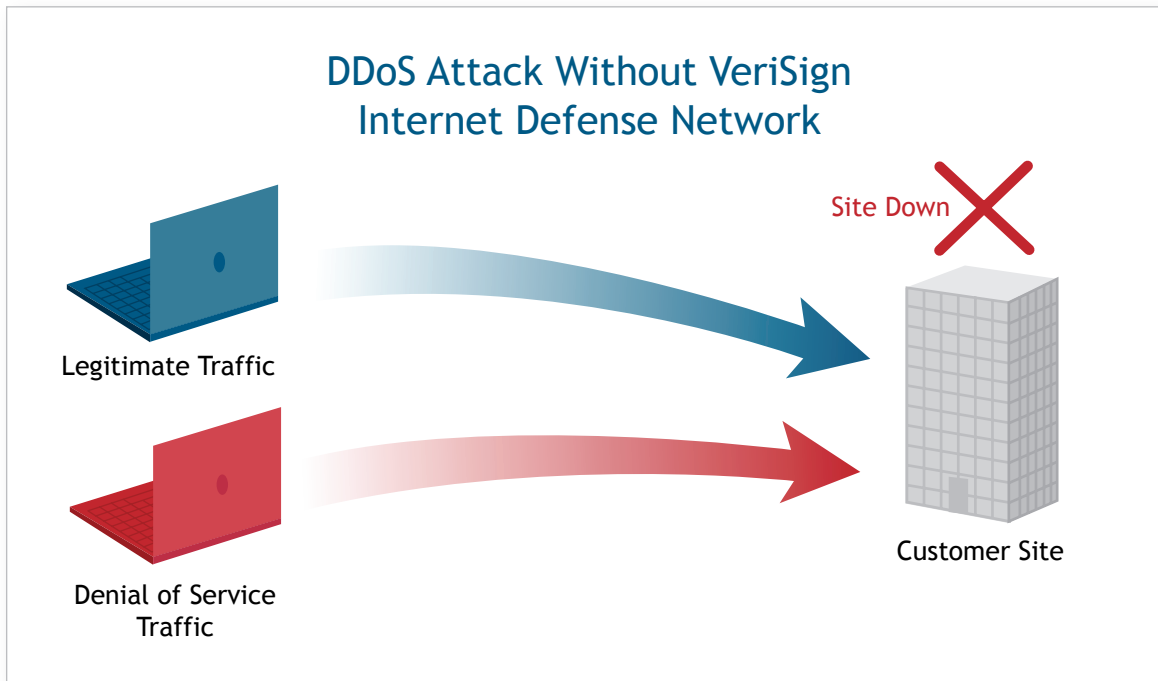 DDoS Attack Without VeriSign
Internet Defense Network
Site Down
Legitimate Traffic
Denial of Service
Traffic
Customer Site